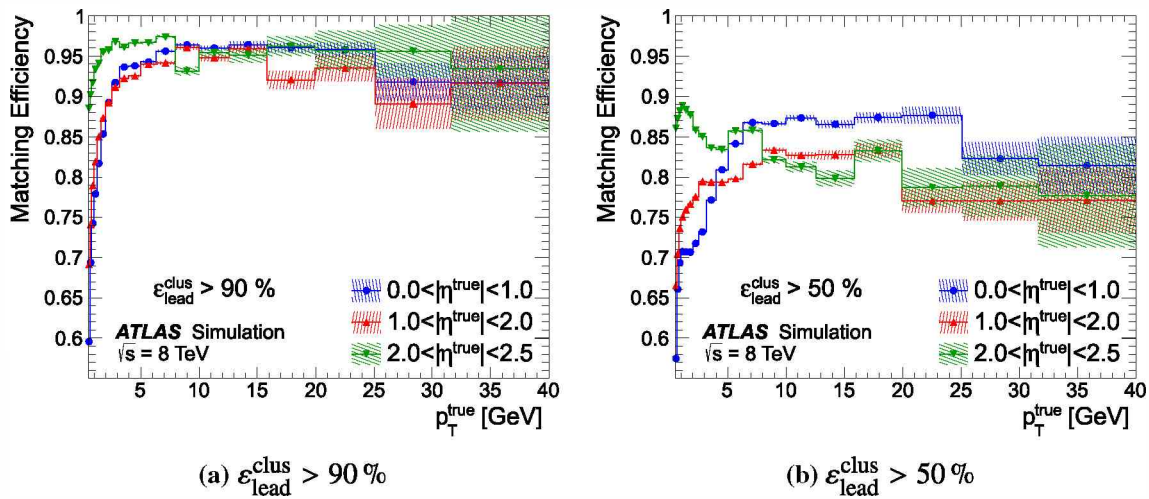 Matching Efficiency
1
0.95
0.9
0.85
0.8
0.75
0.7
0.65
0.6
ε_lead^clus > 90 %
ATLAS Simulation
√s = 8 TeV
0.0<|η^true|<1.0
1.0<|η^true|<2.0
2.0<|η^true|<2.5
5 10 15 20 25 30 35 40
p_T^true [GeV]
(a) ε_lead^clus > 90 %
Matching Efficiency
1
0.95
0.9
0.85
0.8
0.75
0.7
0.65
0.6
ε_lead^clus > 50 %
ATLAS Simulation
√s = 8 TeV
0.0<|η^true|<1.0
1.0<|η^true|<2.0
2.0<|η^true|<2.5
5 10 15 20 25 30 35 40
p_T^true [GeV]
(b) ε_lead^clus > 50 %